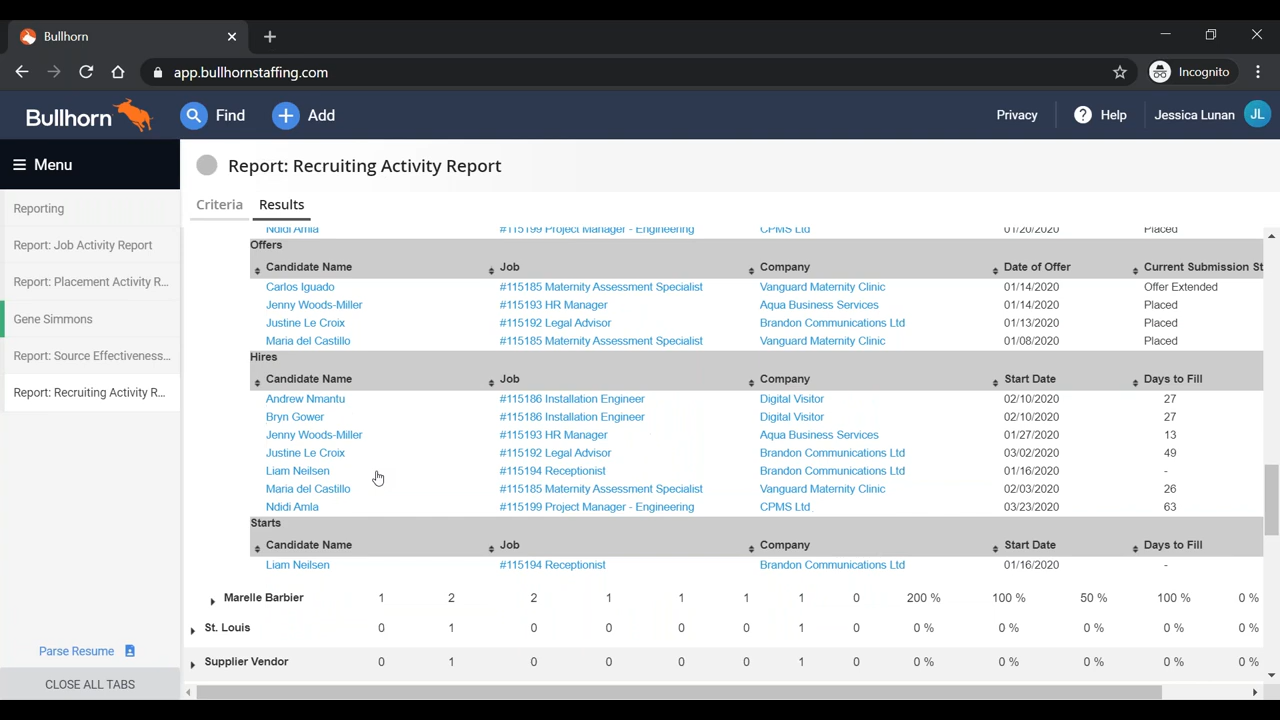 Bullhorn
app.bullhornstaffing.com
Incognito
Bullhorn Find Add Privacy Help Jessica Lunan JL
Menu
Report: Recruiting Activity Report
Criteria Results
Reporting
Report: Job Activity Report
Report: Placement Activity R...
Gene Simmons
Report: Source Effectiveness...
Report: Recruiting Activity R...
Parse Resume
CLOSE ALL TABS
Ndidi Amla #115199 Project Manager - Engineering CPMS Ltd 01/20/2020 Placed
Offers
Candidate Name Job Company Date of Offer Current Submission St
Carlos Iguado #115185 Maternity Assessment Specialist Vanguard Maternity Clinic 01/14/2020 Offer Extended
Jenny Woods-Miller #115193 HR Manager Aqua Business Services 01/14/2020 Placed
Justine Le Croix #115192 Legal Advisor Brandon Communications Ltd 01/13/2020 Placed
Maria del Castillo #115185 Maternity Assessment Specialist Vanguard Maternity Clinic 01/08/2020 Placed
Hires
Candidate Name Job Company Start Date Days to Fill
Andrew Nmantu #115186 Installation Engineer Digital Visitor 02/10/2020 27
Bryn Gower #115186 Installation Engineer Digital Visitor 02/10/2020 27
Jenny Woods-Miller #115193 HR Manager Aqua Business Services 01/27/2020 13
Justine Le Croix #115192 Legal Advisor Brandon Communications Ltd 03/02/2020 49
Liam Neilsen #115194 Receptionist Brandon Communications Ltd 01/16/2020 -
Maria del Castillo #115185 Maternity Assessment Specialist Vanguard Maternity Clinic 02/03/2020 26
Ndidi Amla #115199 Project Manager - Engineering CPMS Ltd 03/23/2020 63
Starts
Candidate Name Job Company Start Date Days to Fill
Liam Neilsen #115194 Receptionist Brandon Communications Ltd 01/16/2020 -
Marelle Barbier 1 2 2 1 1 1 1 0 200 % 100 % 50 % 100 % 0 %
St. Louis 0 1 0 0 0 0 1 0 0 % 0 % 0 % 0 % 0 %
Supplier Vendor 0 1 0 0 0 0 1 0 0 % 0 % 0 % 0 % 0 %